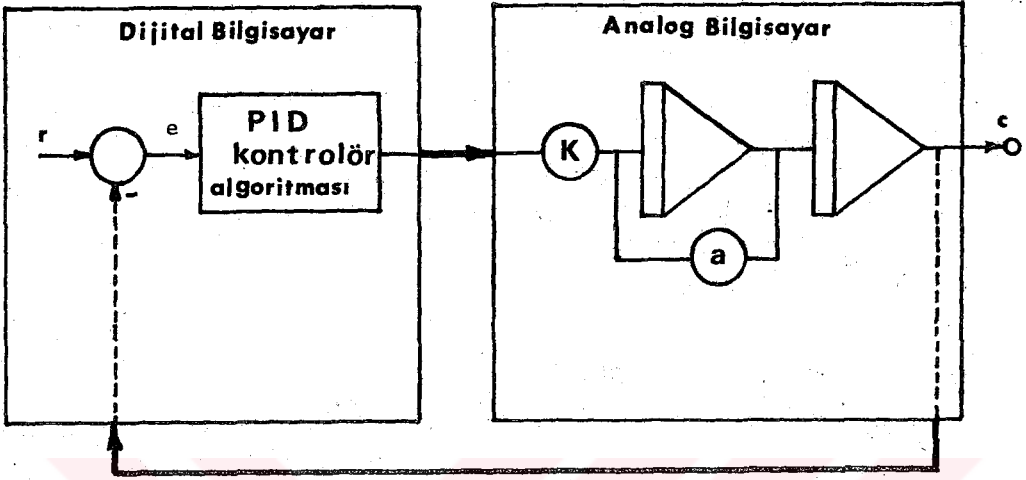 Dijital Bilgisayar
Analog Bilgisayar
r
e
PID
kontrolör
algoritması
-
K
a
c